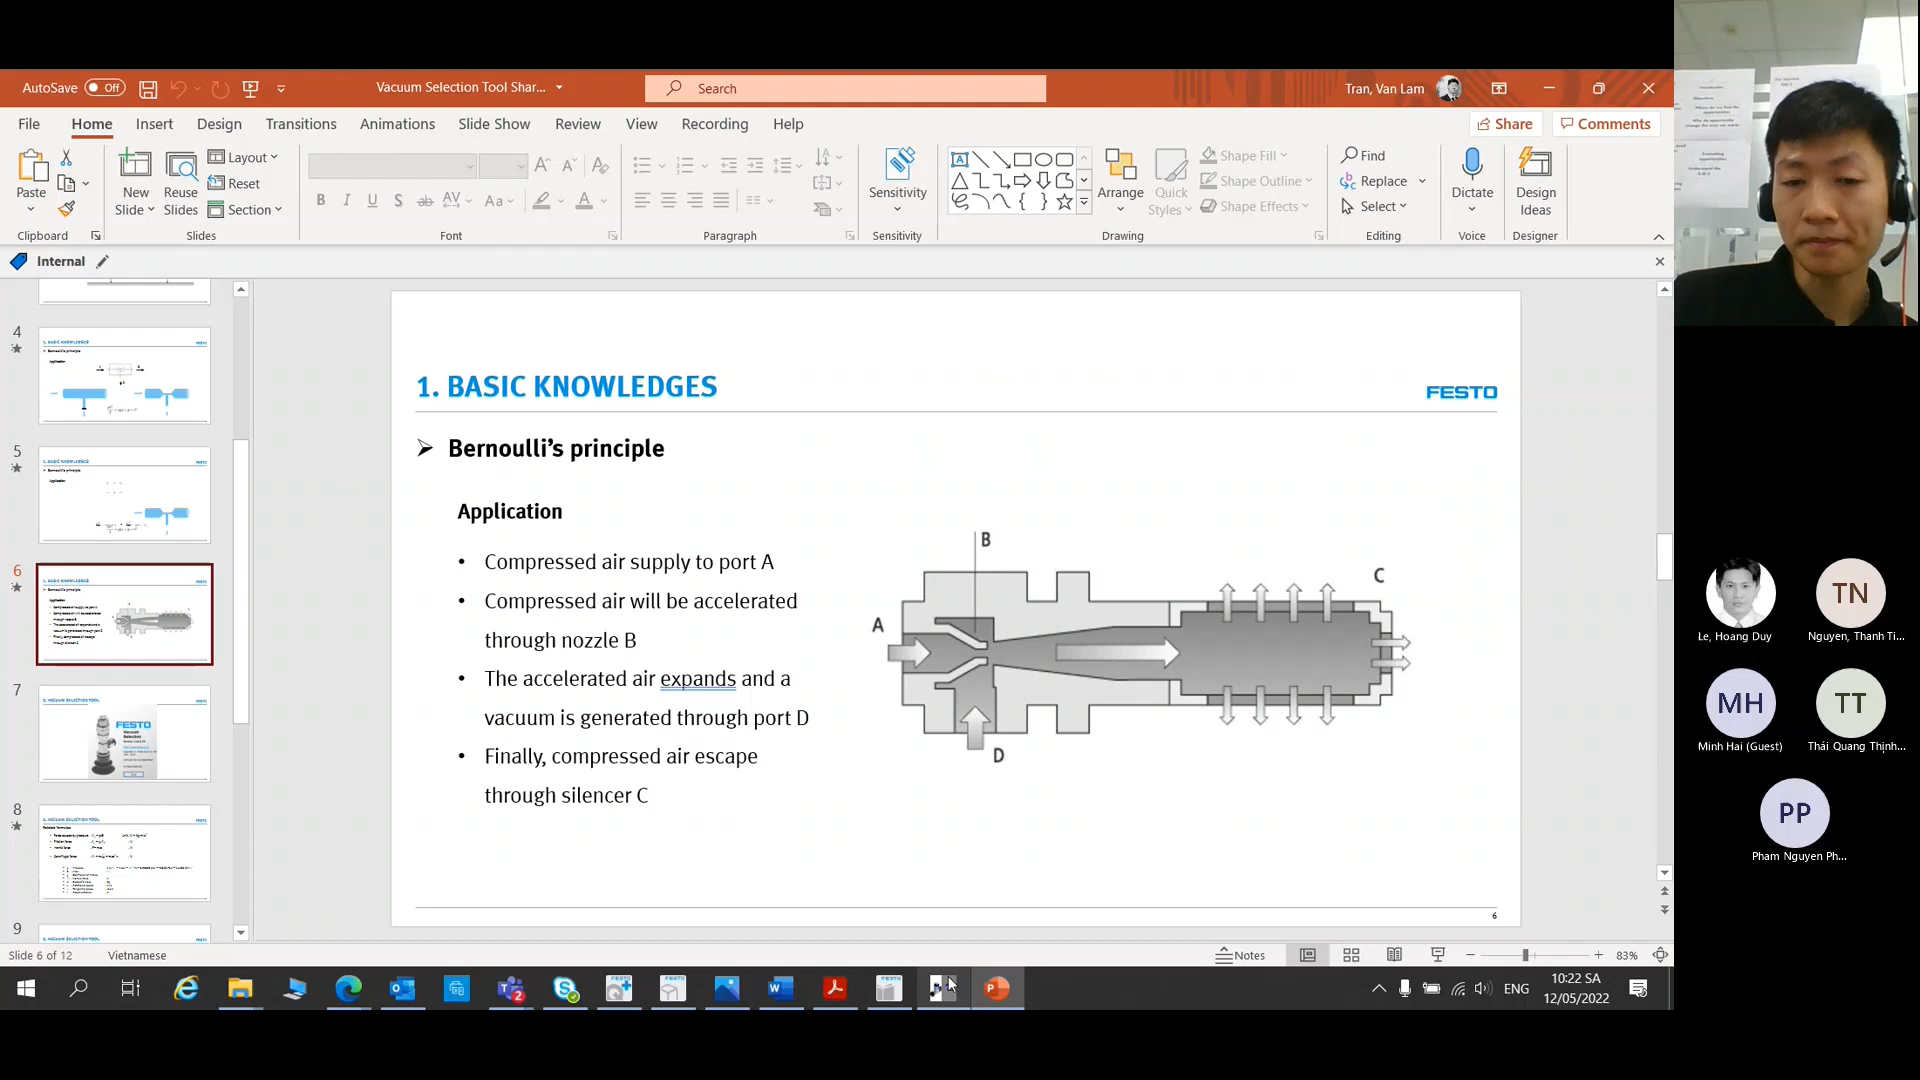 AutoSave Off
Vacuum Selection Tool Shar...
Search
Tran, Van Lam
File Home Insert Design Transitions Animations Slide Show Review View Recording Help
Share Comments
Paste
Clipboard
New Slide
Reuse Slides
Layout
Reset
Section
Slides
Font
Paragraph
Sensitivity
Sensitivity
Arrange
Quick Styles
Shape Fill
Shape Outline
Shape Effects
Drawing
Find
Replace
Select
Editing
Dictate
Voice
Design Ideas
Designer
Internal
4
5
6
7
8
9
1. BASIC KNOWLEDGES
FESTO
Bernoulli's principle
Application
• Compressed air supply to port A
• Compressed air will be accelerated
through nozzle B
• The accelerated air expands and a
vacuum is generated through port D
• Finally, compressed air escape
through silencer C
A
B
C
D
6
Le, Hoang Duy
TN
Nguyen, Thanh Ti...
MH
Minh Hai (Guest)
TT
Thái Quang Thịnh...
PP
Pham Nguyen Ph...
Slide 6 of 12 Vietnamese
Notes
83%
ENG
10:22 SA
12/05/2022